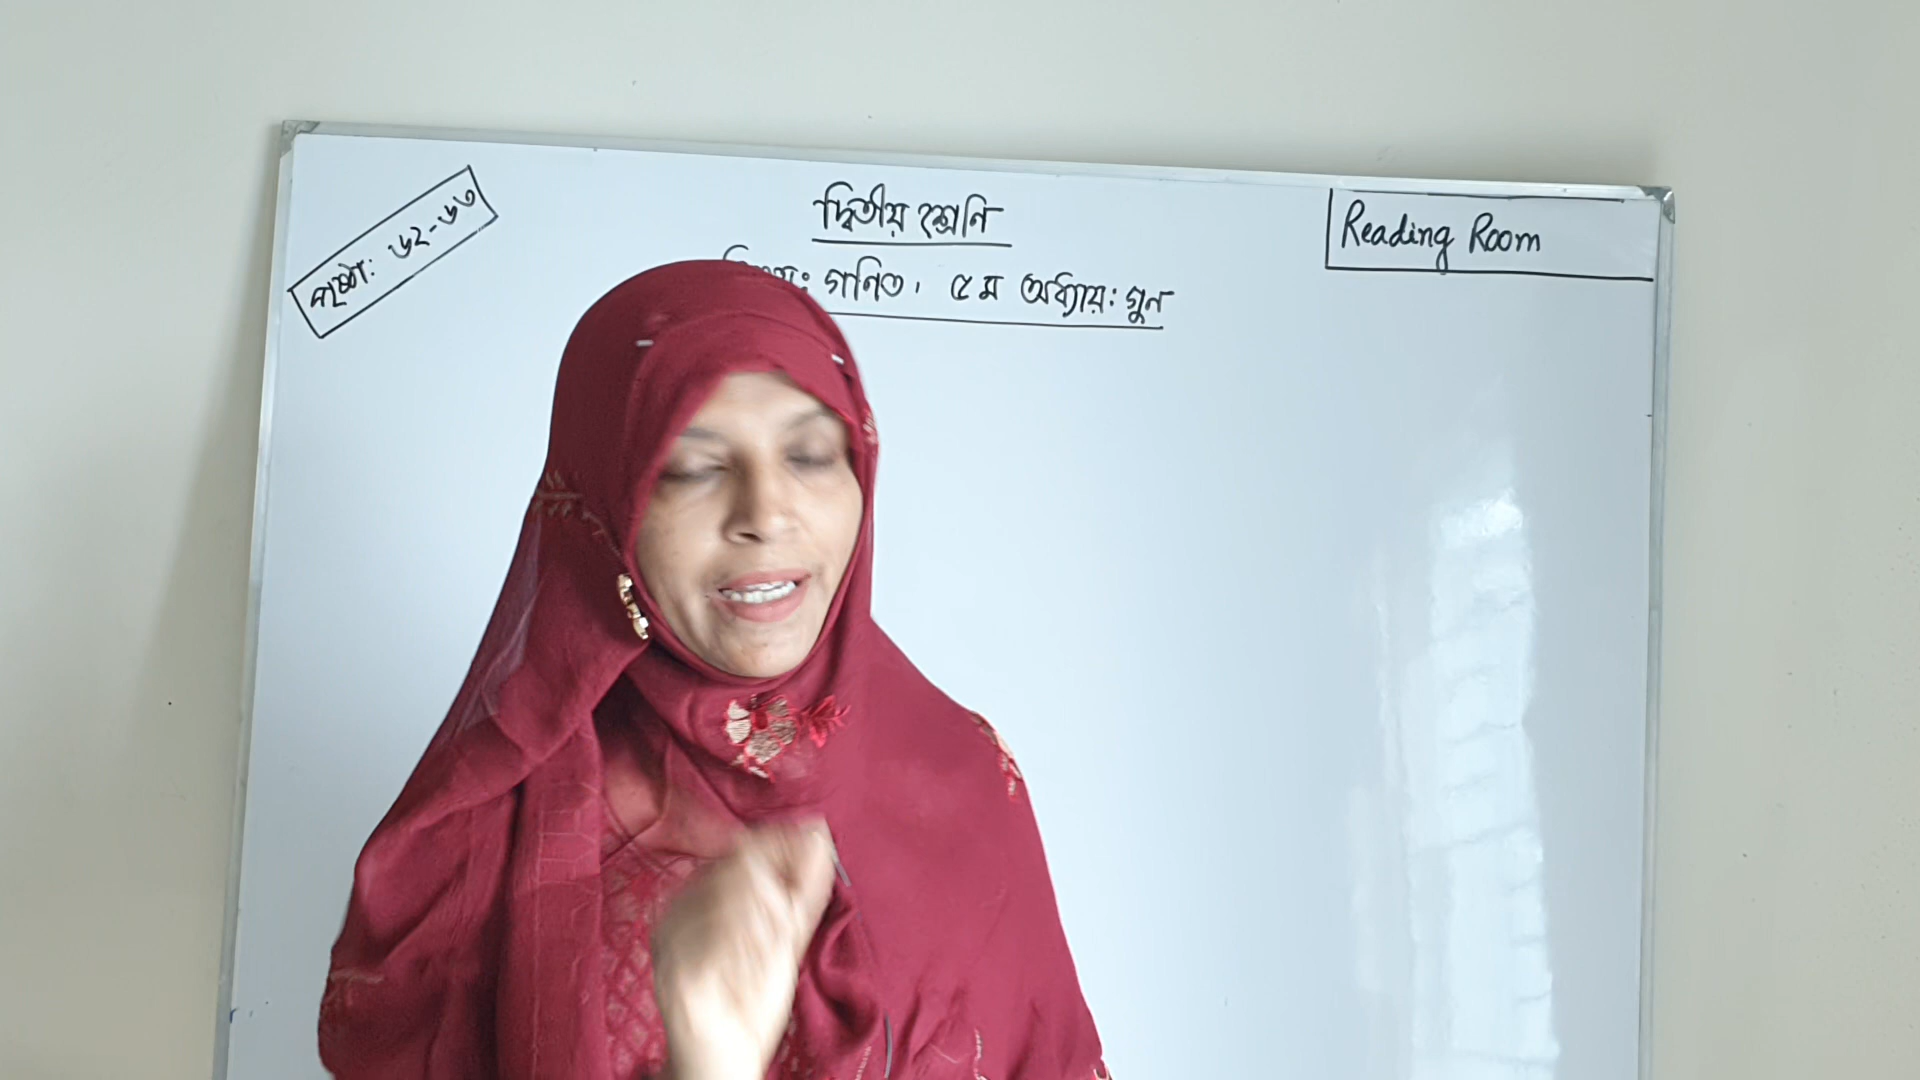 পৃষ্ঠা: ৬২-৬৩
দ্বিতীয় শ্রেনি
গনিত, ৫ম অধ্যায়: গুন
Reading Room